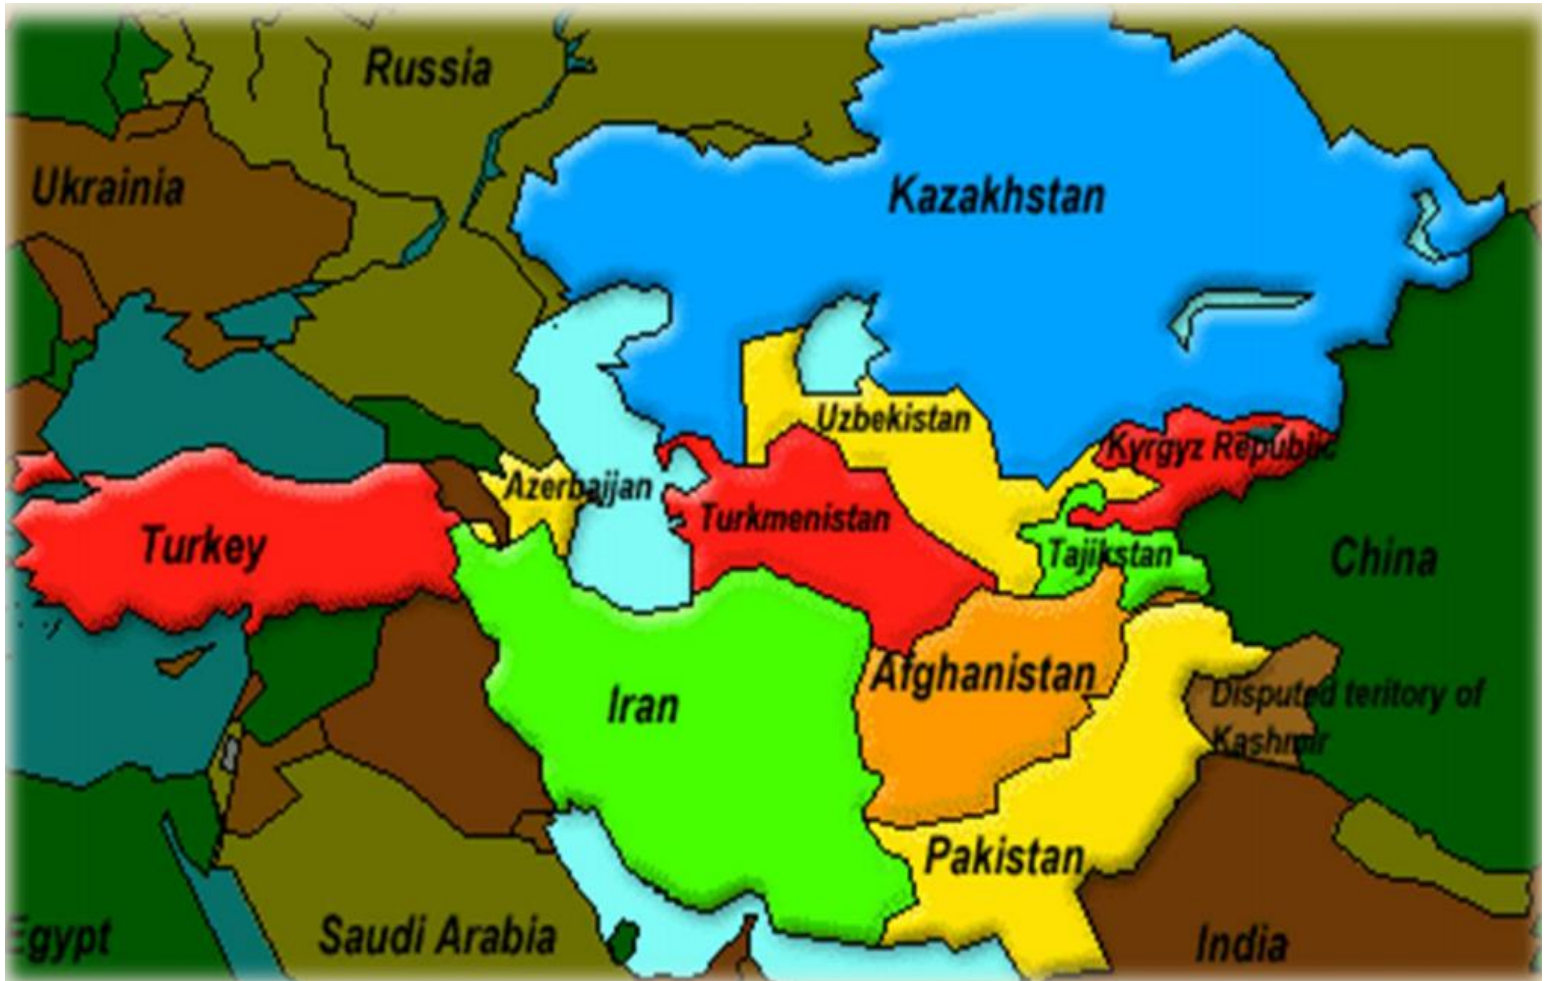 Russia
Ukrainia
Kazakhstan
Uzbekistan
Kyrgyz Republic
Azerbaijan
Turkmenistan
Turkey
Tajikstan
China
Afghanistan
Iran
Disputed teritory of
Kashmir
Pakistan
Egypt
Saudi Arabia
India